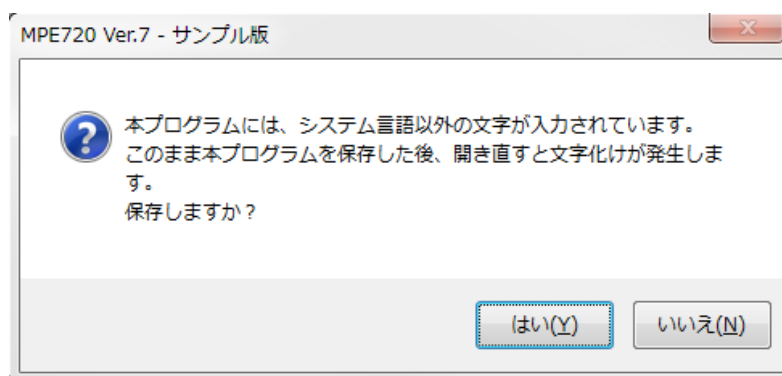 MPE720 Ver.7 - サンプル版
本プログラムには、システム言語以外の文字が入力されています。
このまま本プログラムを保存した後、開き直すと文字化けが発生しま
す。
保存しますか？
はい(Y)
いいえ(N)